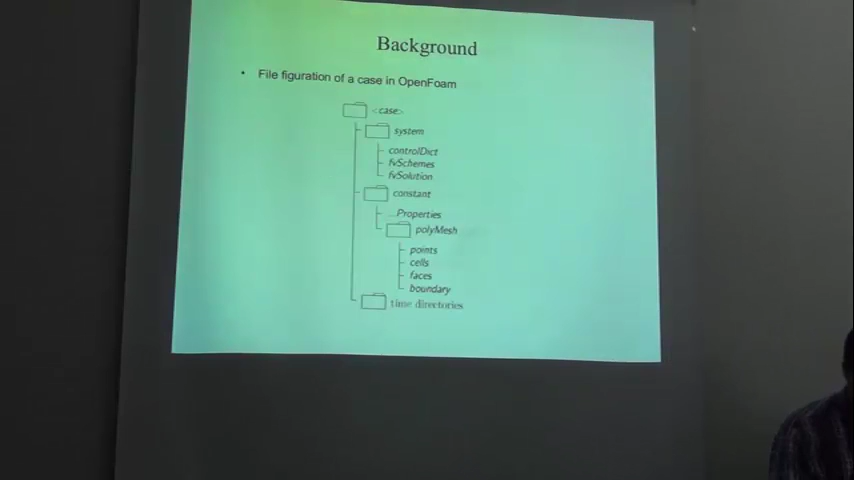 Background
• File figuration of a case in OpenFoam
<case>
system
controlDict
fvSchemes
fvSolution
constant
...Properties
polyMesh
points
cells
faces
boundary
time directories